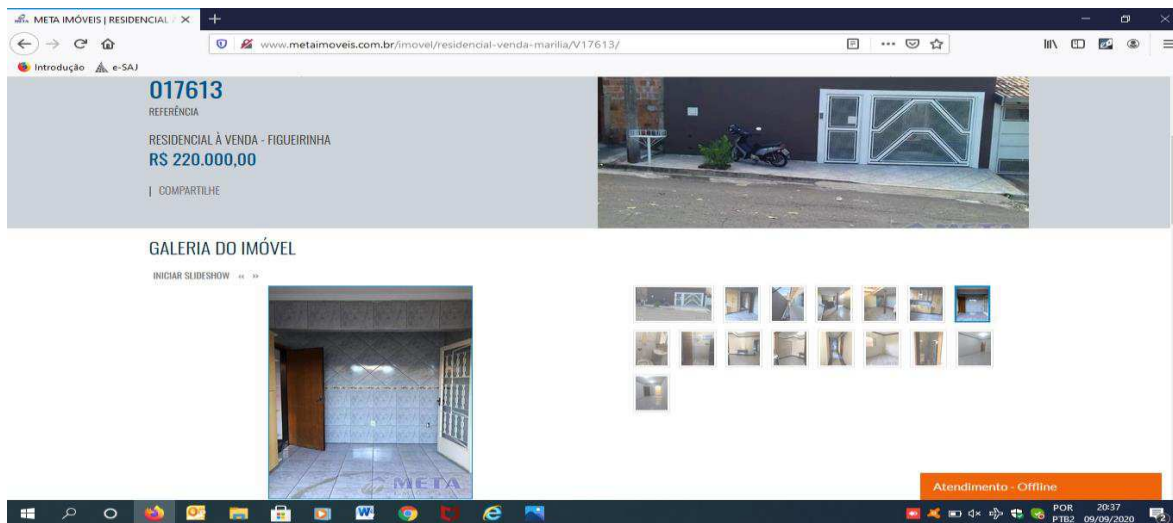 META IMÓVEIS | RESIDENCIAL /
www.metaimoveis.com.br/imovel/residencial-venda-marilia/V17613/
Introdução e-SAJ
017613
REFERÊNCIA
RESIDENCIAL À VENDA - FIGUEIRINHA
R$ 220.000,00
| COMPARTILHE
META
GALERIA DO IMÓVEL
INICIAR SLIDESHOW « »
META
Atendimento - Offline
POR 20:37
PTB2 09/09/2020